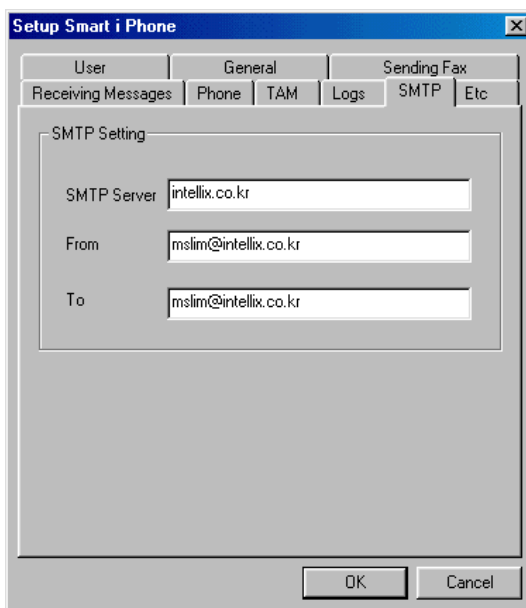 Setup Smart i Phone
User General Sending Fax
Receiving Messages Phone TAM Logs SMTP Etc
SMTP Setting
SMTP Server intellix.co.kr
From mslim@intellix.co.kr
To mslim@intellix.co.kr
OK Cancel